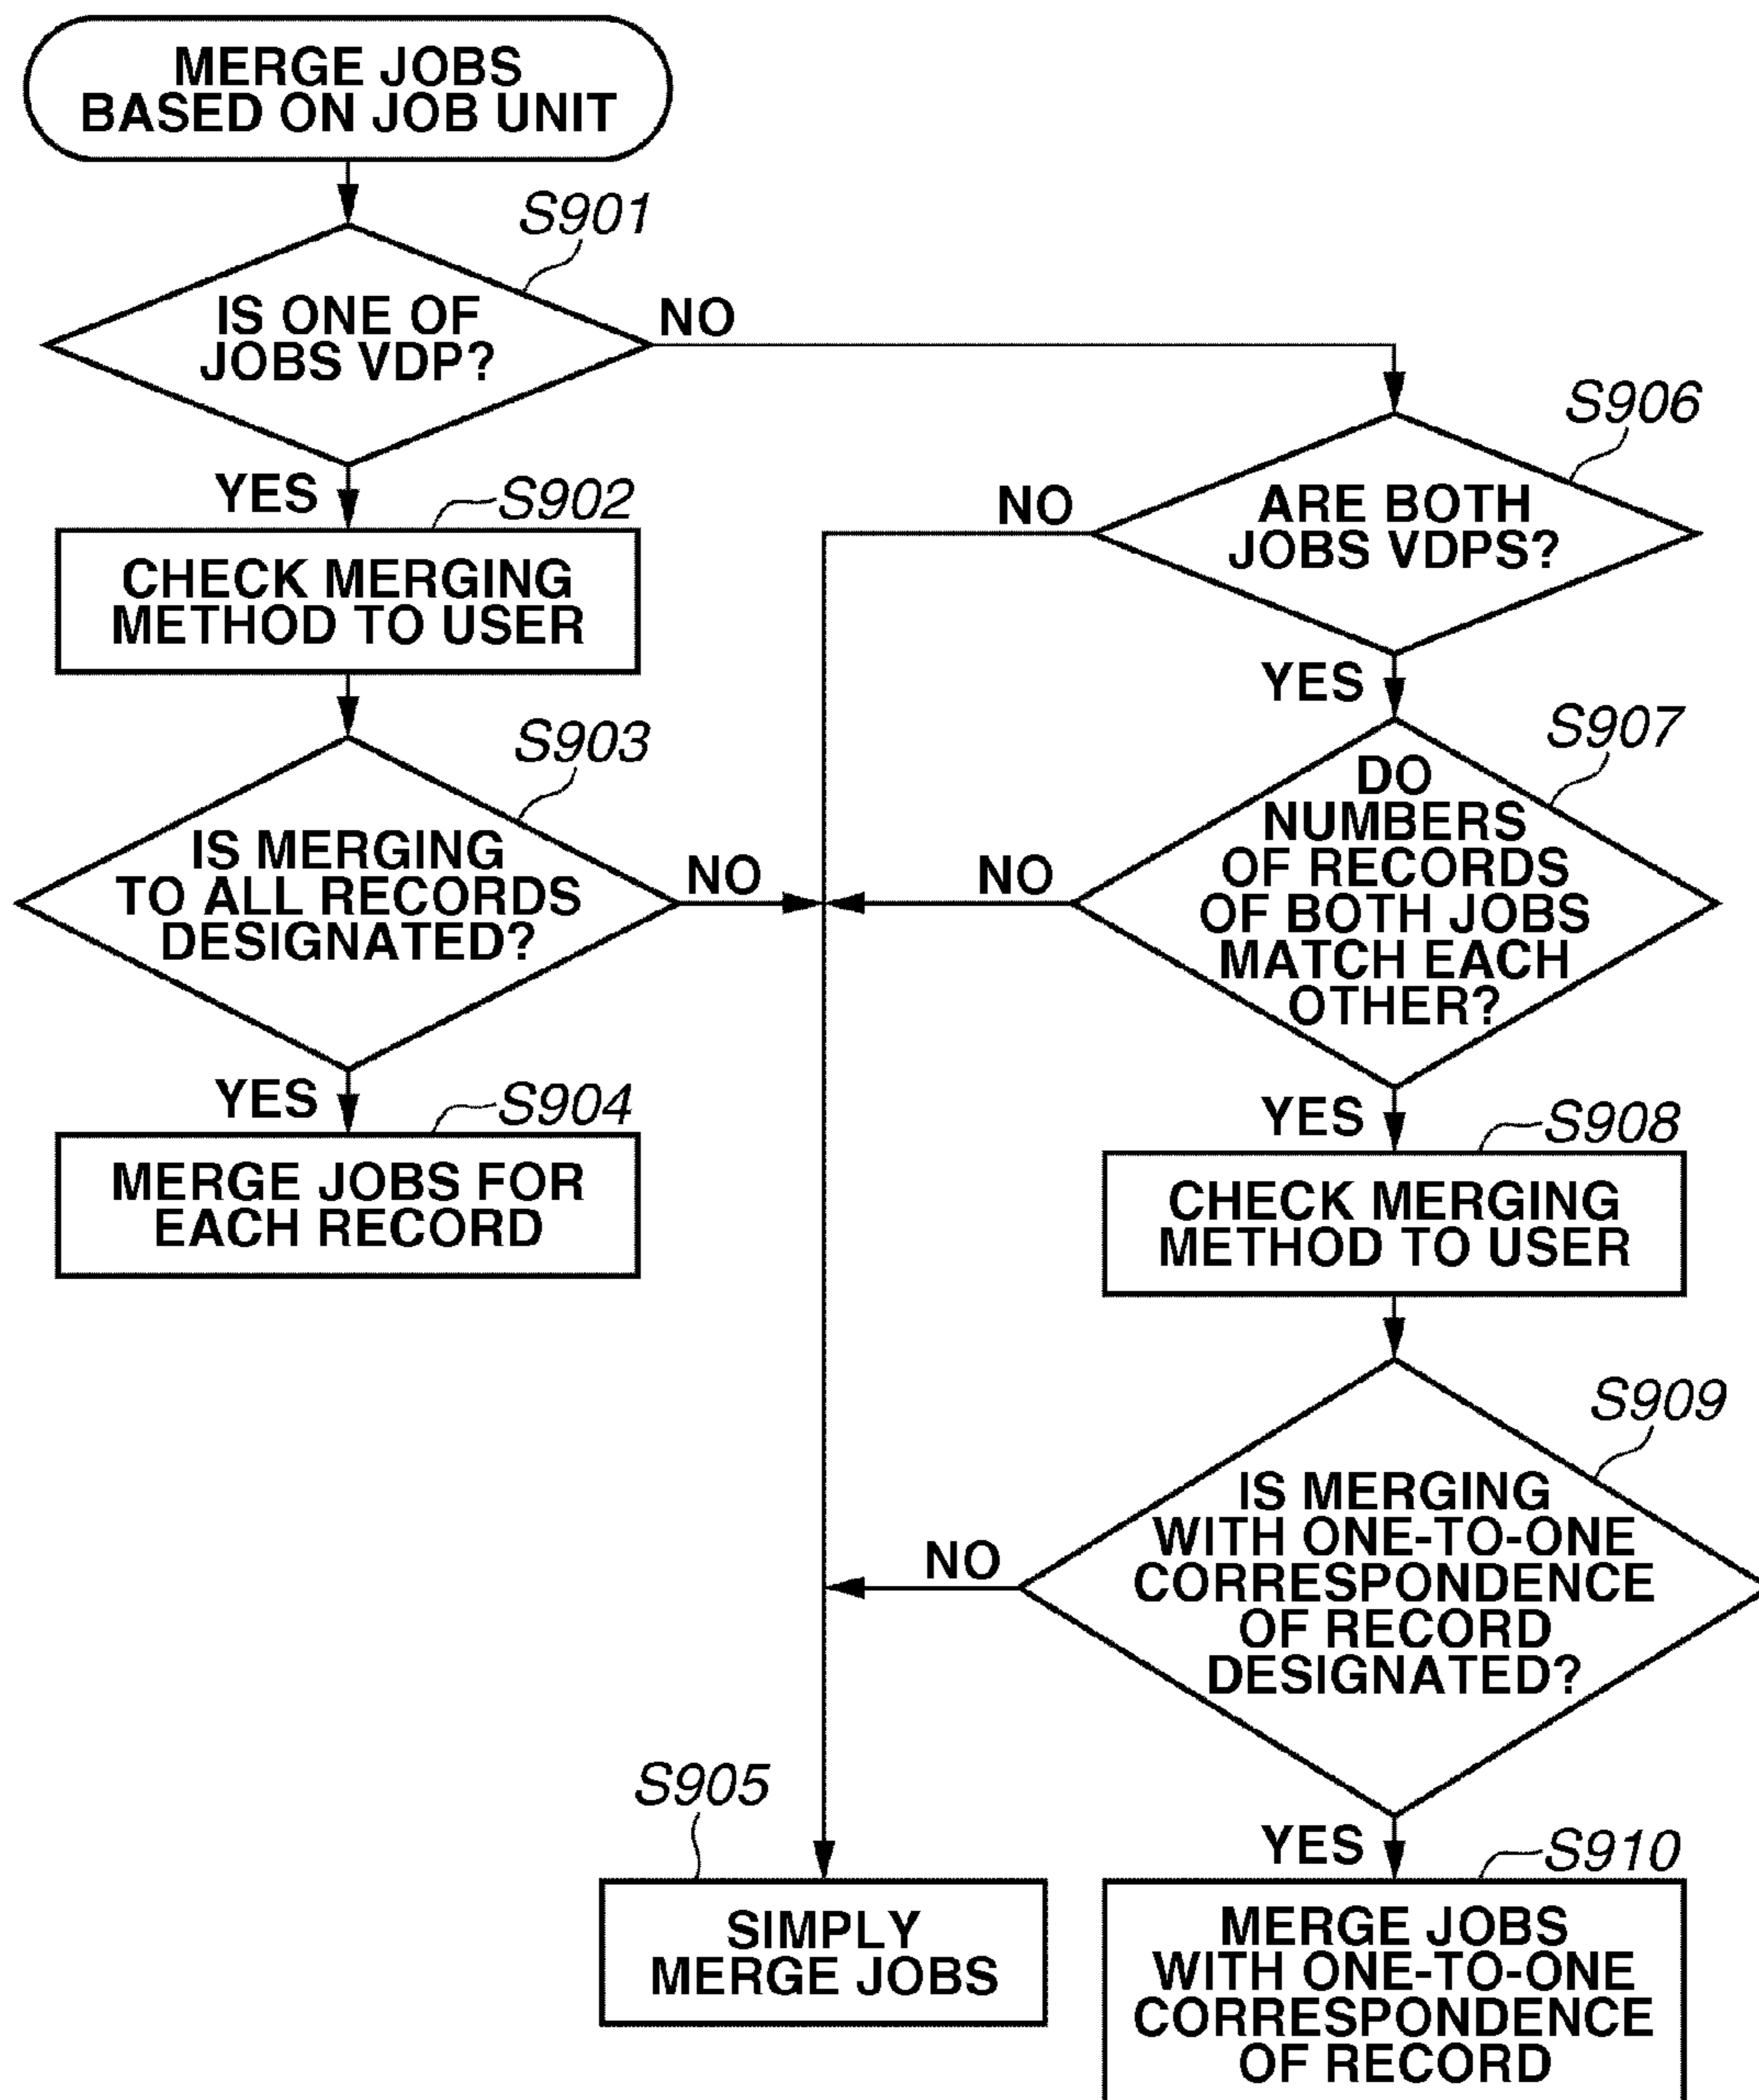 MERGE JOBS
BASED ON JOB UNIT
S901
IS ONE OF
JOBS VDP?
NO
YES
S902
CHECK MERGING
METHOD TO USER
S903
IS MERGING
TO ALL RECORDS
DESIGNATED?
NO
YES
S904
MERGE JOBS FOR
EACH RECORD
S906
ARE BOTH
JOBS VDPS?
NO
YES
S907
DO
NUMBERS
OF RECORDS
OF BOTH JOBS
MATCH EACH
OTHER?
NO
YES
S908
CHECK MERGING
METHOD TO USER
S909
IS MERGING
WITH ONE-TO-ONE
CORRESPONDENCE
OF RECORD
DESIGNATED?
NO
YES
S905
SIMPLY
MERGE JOBS
S910
MERGE JOBS
WITH ONE-TO-ONE
CORRESPONDENCE
OF RECORD